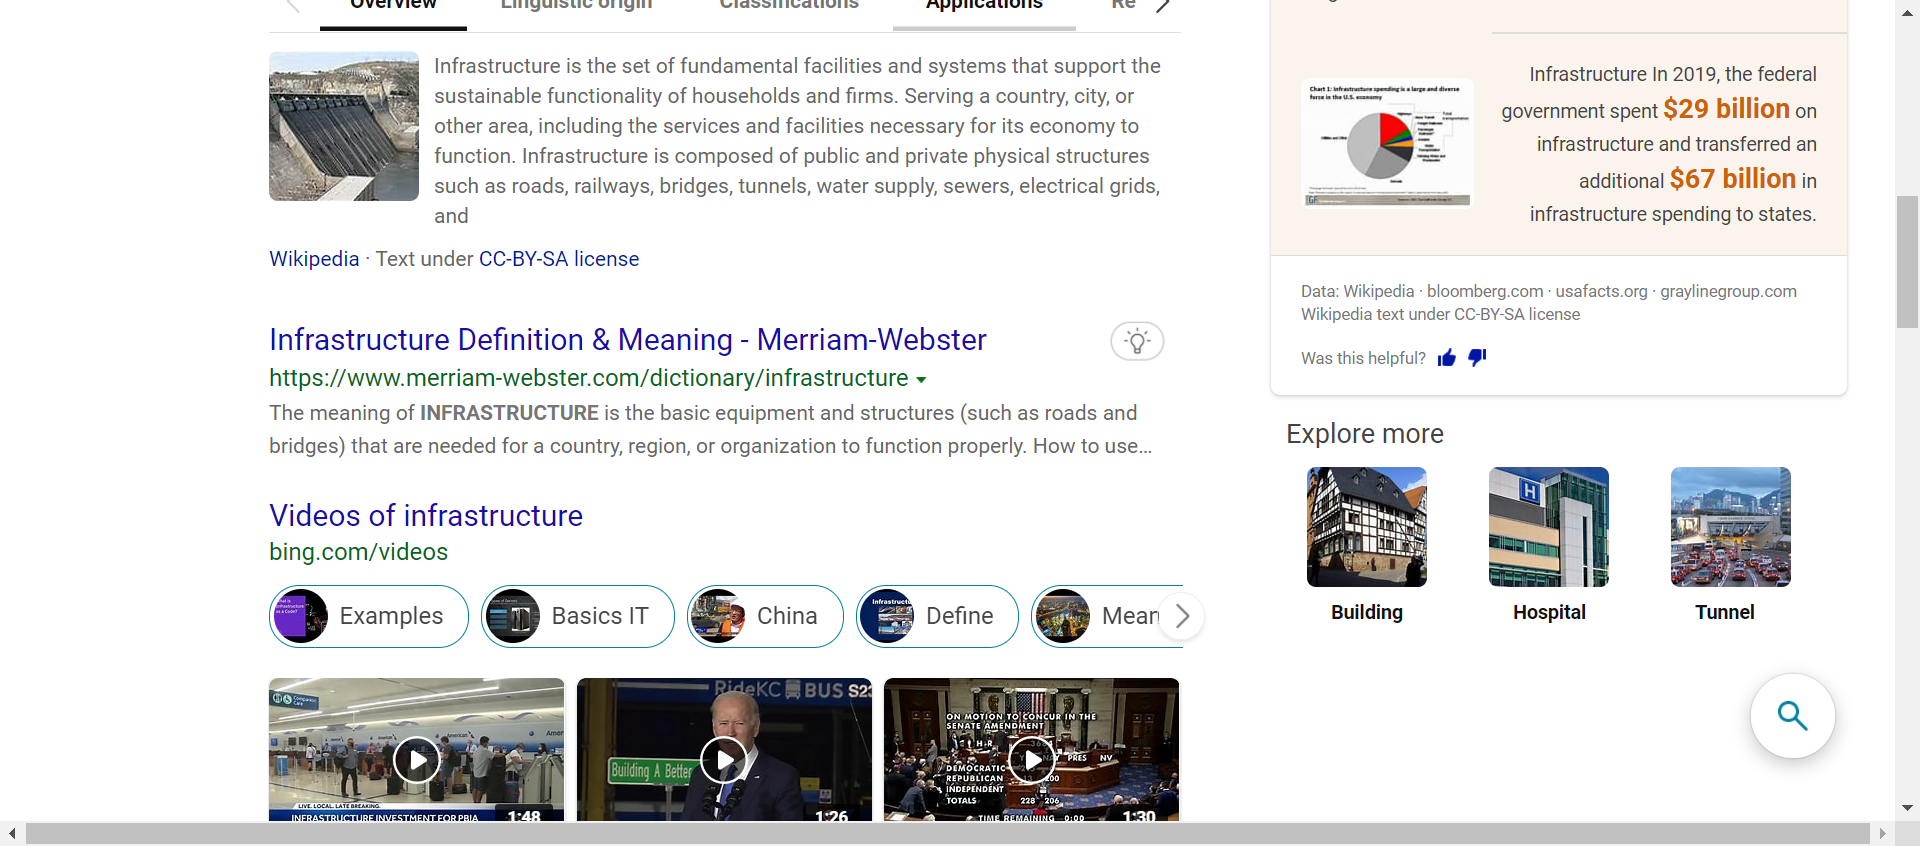 Overview Linguistic origin Classifications Applications Re
Infrastructure is the set of fundamental facilities and systems that support the
sustainable functionality of households and firms. Serving a country, city, or
other area, including the services and facilities necessary for its economy to
function. Infrastructure is composed of public and private physical structures
such as roads, railways, bridges, tunnels, water supply, sewers, electrical grids,
and
Wikipedia · Text under CC-BY-SA license
Infrastructure Definition & Meaning - Merriam-Webster
https://www.merriam-webster.com/dictionary/infrastructure
The meaning of INFRASTRUCTURE is the basic equipment and structures (such as roads and
bridges) that are needed for a country, region, or organization to function properly. How to use...
Videos of infrastructure
bing.com/videos
Examples
Basics IT
China
Infrastructu
Define
Mean
LIVE. LOCAL. LATE BREAKING.
INFRASTRUCTURE INVESTMENT FOR PBIA
1:48
RideKC BUS S23
Building A Better
1:26
ON MOTION TO CONCUR IN THE
SENATE AMENDMENT
PRES NV
DEMOCRATIC
REPUBLICAN
INDEPENDENT
TOTALS 228 206
TIME REMAINING 0:00
1:30
Chart 1: Infrastructure spending is a large and diverse
force in the U.S. economy
Infrastructure In 2019, the federal
government spent $29 billion on
infrastructure and transferred an
additional $67 billion in
infrastructure spending to states.
Data: Wikipedia · bloomberg.com · usafacts.org · graylinegroup.com
Wikipedia text under CC-BY-SA license
Was this helpful?
Explore more
H
Building
Hospital
Tunnel